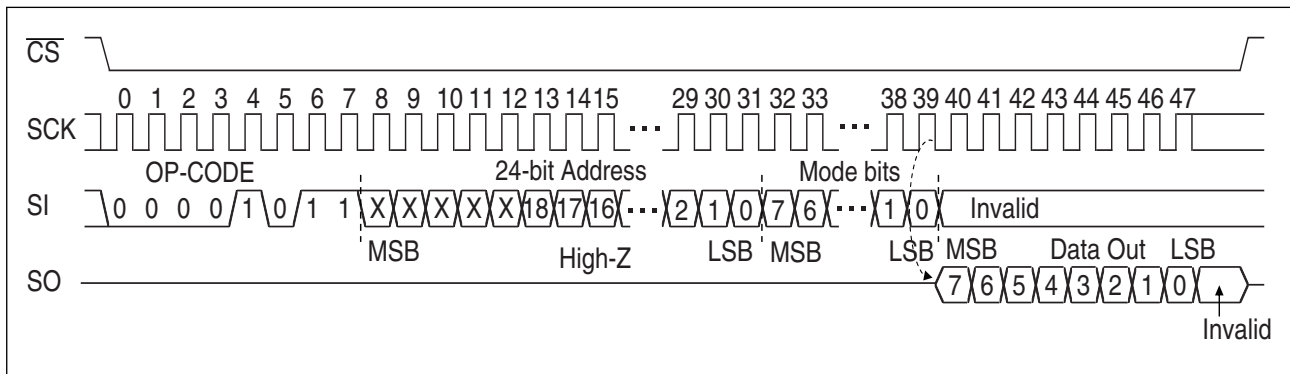 CS
0 1 2 3 4 5 6 7 8 9 10 11 12 13 14 15 29 30 31 32 33 38 39 40 41 42 43 44 45 46 47
SCK
OP-CODE 24-bit Address Mode bits
SI 0 0 0 0 1 0 1 1 X X X X X 18 17 16 2 1 0 7 6 1 0 Invalid
MSB High-Z LSB MSB LSB MSB Data Out LSB
SO 7 6 5 4 3 2 1 0
Invalid